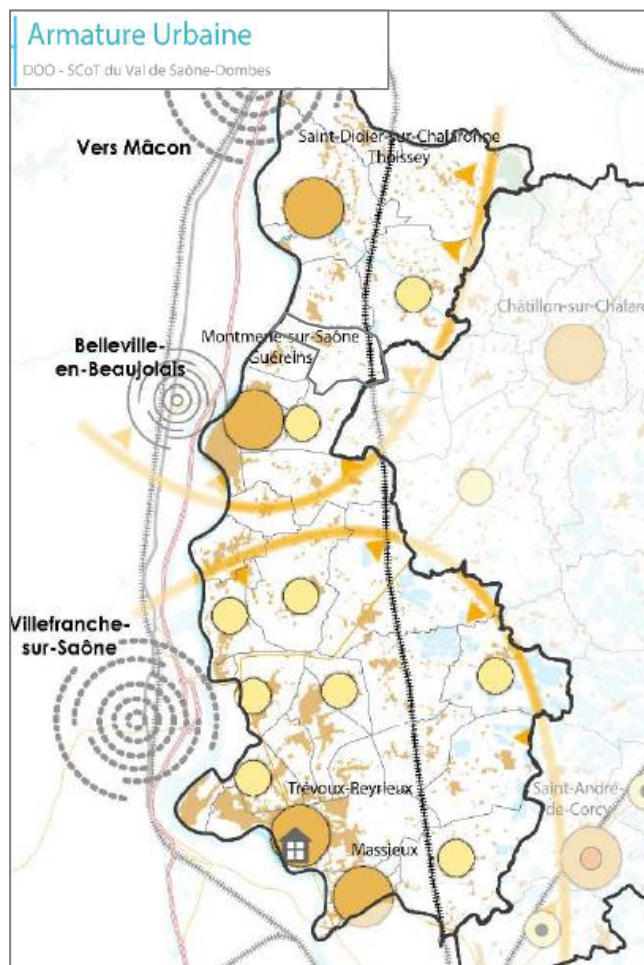 Armature Urbaine
DOO - SCoT du Val de Saône-Dombes
Vers Mâcon
Saint-Didier-sur-Chalaronne
Thoissey
Châtillon-sur-Chalaro
Belleville-
en-Beaujolais
Montmerle-sur-Saône
Guéreins
Villefranche-
sur-Saône
Trévoux-Reyrieux
Massieux
Saint-André-
de-Corcy